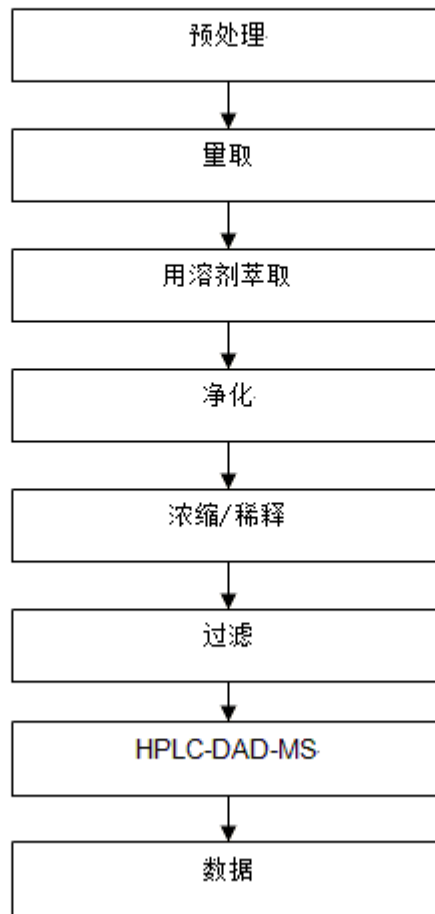 预处理
量取
用溶剂萃取
净化
浓缩/稀释
过滤
HPLC-DAD-MS
数据